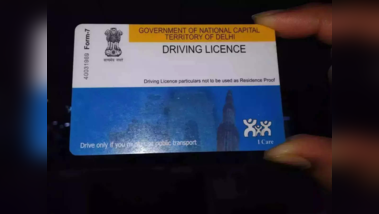 GOVERNMENT OF NATIONAL CAPITAL
TERRITORY OF DELHI
DRIVING LICENCE
Form-7
Driving Licence particulars not to be used as Residence Proof
Drive only if you public transport.
I Care